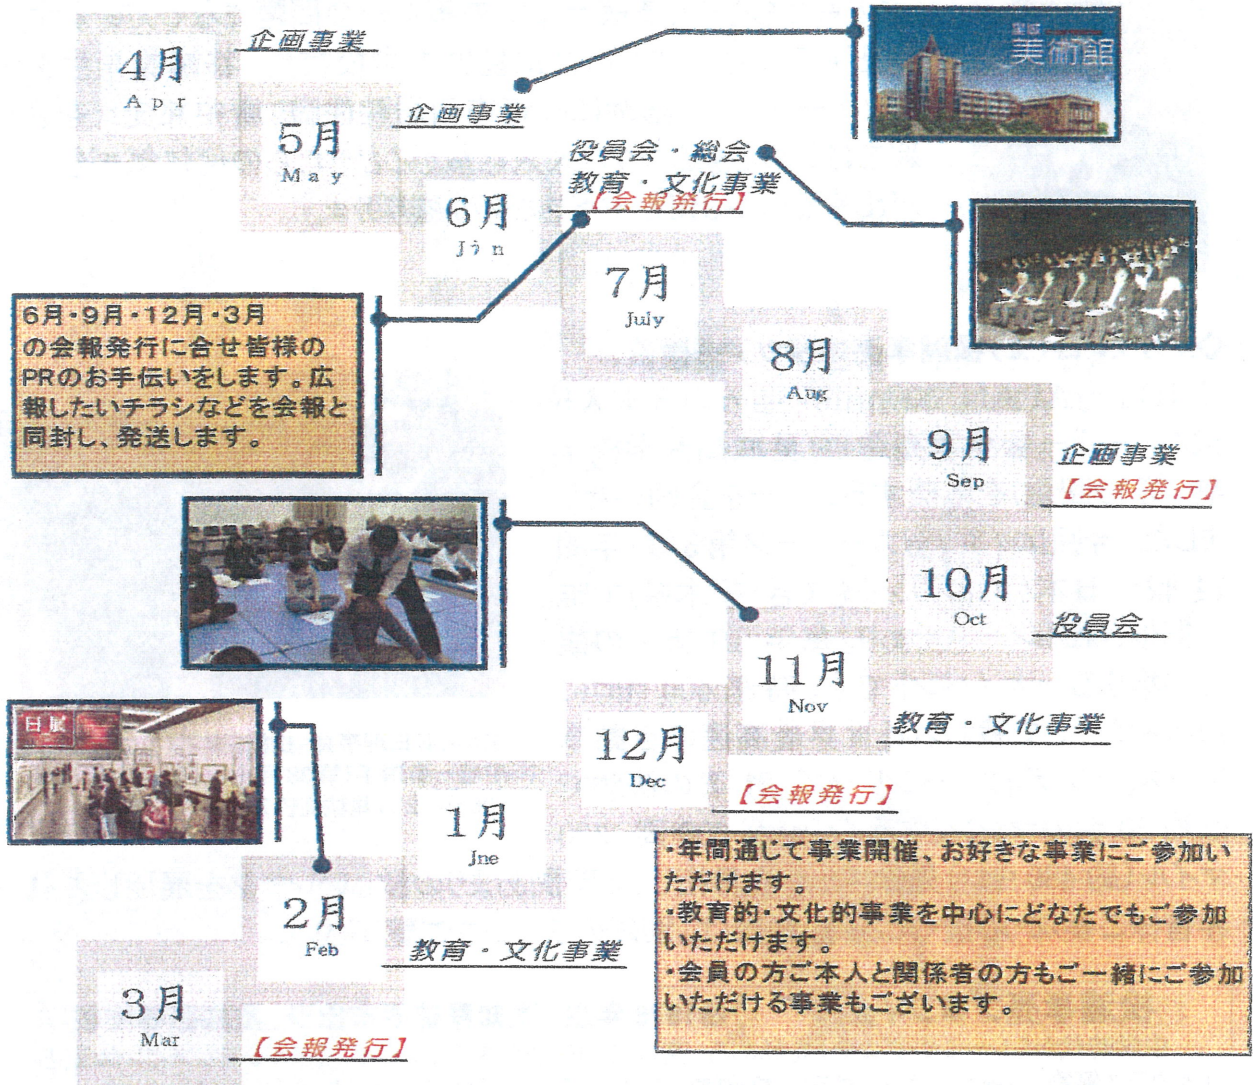 4月
Apr
企画事業
5月
May
企画事業
美術館
6月
役員会・総会
教育・文化事業
【会報発行】
7月
July
6月・9月・12月・3月
の会報発行に合せ皆様の
PRのお手伝いをします。広
報したいチラシなどを会報と
同封し、発送します。
8月
Aug
9月
Sep
企画事業
【会報発行】
10月
Oct
役員会
11月
Nov
教育・文化事業
12月
Dec
【会報発行】
日展
1月
Jne
2月
Feb
教育・文化事業
3月
Mar
【会報発行】
・年間通じて事業開催、お好きな事業にご参加い
ただけます。
・教育的・文化的事業を中心にどなたでもご参加
いただけます。
・会員の方ご本人と関係者の方もご一緒にご参加
いただける事業もございます。